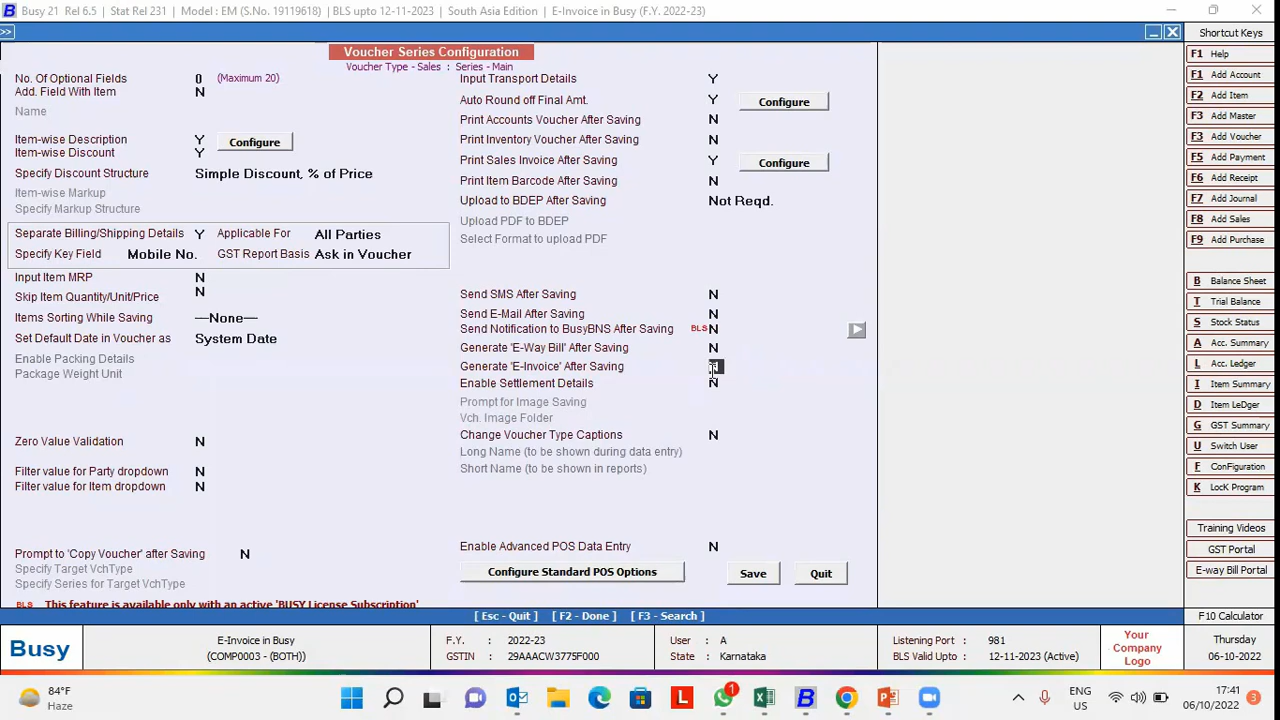 Busy 21 Rel 6.5 | Stat Rel 231 | Model : EM (S.No. 19119618) | BLS upto 12-11-2023 | South Asia Edition | E-Invoice in Busy (F.Y. 2022-23)
>>
Voucher Series Configuration
Voucher Type - Sales : Series - Main
No. Of Optional Fields 0 (Maximum 20)
Add. Field With Item N
Name
Item-wise Description Y Configure
Item-wise Discount Y
Specify Discount Structure Simple Discount, % of Price
Item-wise Markup
Specify Markup Structure
Separate Billing/Shipping Details Y Applicable For All Parties
Specify Key Field Mobile No. GST Report Basis Ask in Voucher
Input Item MRP N
Skip Item Quantity/Unit/Price N
Items Sorting While Saving —None—
Set Default Date in Voucher as System Date
Enable Packing Details
Package Weight Unit
Zero Value Validation N
Filter value for Party dropdown N
Filter value for Item dropdown N
Prompt to 'Copy Voucher' after Saving N
Specify Target VchType
Specify Series for Target VchType
BLS This feature is available only with an active 'BUSY License Subscription'
Input Transport Details Y
Auto Round off Final Amt. Y Configure
Print Accounts Voucher After Saving N
Print Inventory Voucher After Saving N
Print Sales Invoice After Saving Y Configure
Print Item Barcode After Saving N
Upload to BDEP After Saving Not Reqd.
Upload PDF to BDEP
Select Format to upload PDF
Send SMS After Saving N
Send E-Mail After Saving N
Send Notification to BusyBNS After Saving BLS N
Generate 'E-Way Bill' After Saving N
Generate 'E-Invoice' After Saving
Enable Settlement Details N
Prompt for Image Saving
Vch. Image Folder
Change Voucher Type Captions N
Long Name (to be shown during data entry)
Short Name (to be shown in reports)
Enable Advanced POS Data Entry N
Configure Standard POS Options Save Quit
[ Esc - Quit ] [ F2 - Done ] [ F3 - Search ]
Shortcut Keys
F1 Help
F1 Add Account
F2 Add Item
F3 Add Master
F3 Add Voucher
F5 Add Payment
F6 Add Receipt
F7 Add Journal
F8 Add Sales
F9 Add Purchase
B Balance Sheet
T Trial Balance
S Stock Status
A Acc. Summary
L Acc. Ledger
I Item Summary
D Item LeDger
G GST Summary
U Switch User
F ConFiguration
K LocK Program
Training Videos
GST Portal
E-way Bill Portal
F10 Calculator
Busy
E-Invoice in Busy
(COMP0003 - (BOTH))
F.Y. : 2022-23
GSTIN : 29AAACW3775F000
User : A
State : Karnataka
Listening Port : 981
BLS Valid Upto : 12-11-2023 (Active)
Your
Company
Logo
Thursday
06-10-2022
84°F
Haze
L
1
ENG
US
17:41
06/10/2022
3